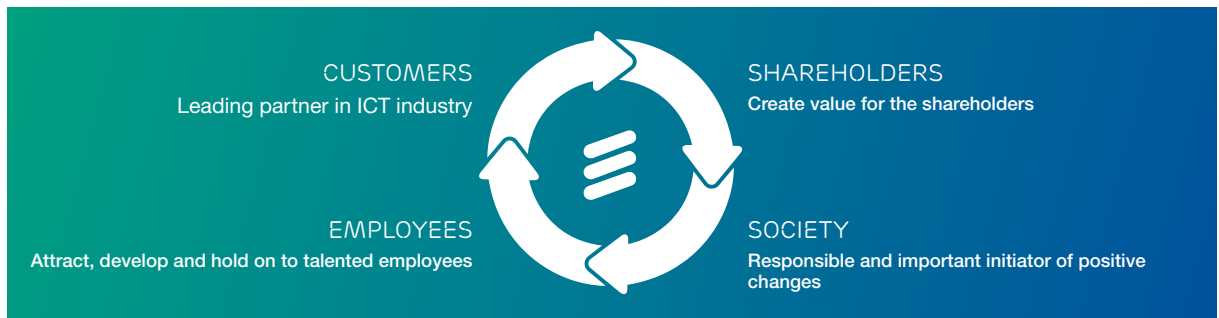 CUSTOMERS
Leading partner in ICT industry
SHAREHOLDERS
Create value for the shareholders
EMPLOYEES
Attract, develop and hold on to talented employees
SOCIETY
Responsible and important initiator of positive
changes